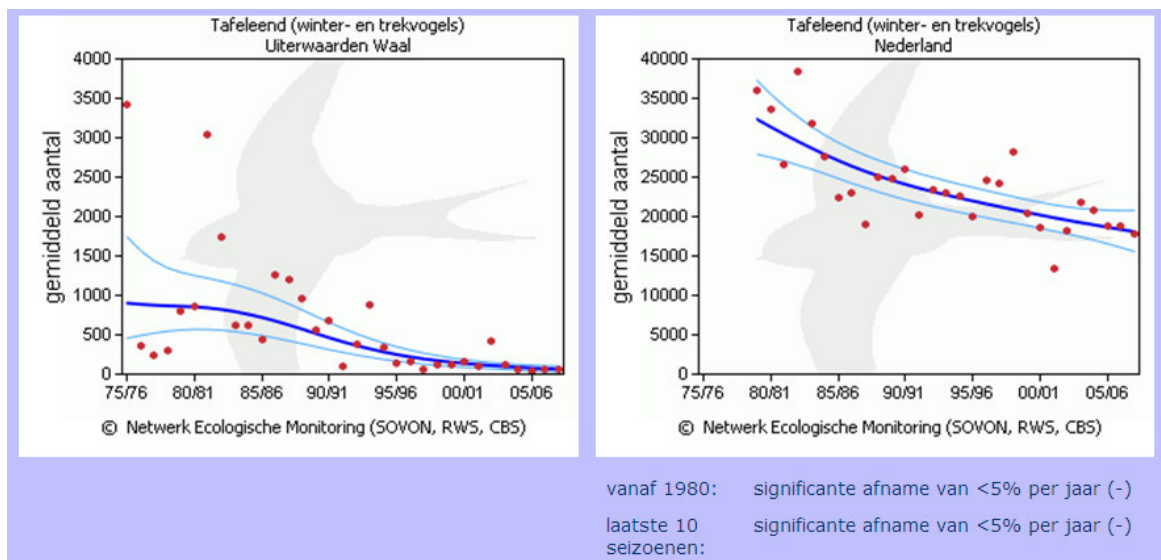 Tafeleend (winter- en trekvogels)
Uiterwaarden Waal
gemiddeld aantal
4000
3500
3000
2500
2000
1500
1000
500
0
75/76 80/81 85/86 90/91 95/96 00/01 05/06
© Netwerk Ecologische Monitoring (SOVON, RWS, CBS)
Tafeleend (winter- en trekvogels)
Nederland
gemiddeld aantal
40000
35000
30000
25000
20000
15000
10000
5000
0
75/76 80/81 85/86 90/91 95/96 00/01 05/06
© Netwerk Ecologische Monitoring (SOVON, RWS, CBS)
vanaf 1980: significante afname van <5% per jaar (-)
laatste 10 significante afname van <5% per jaar (-)
seizoenen: